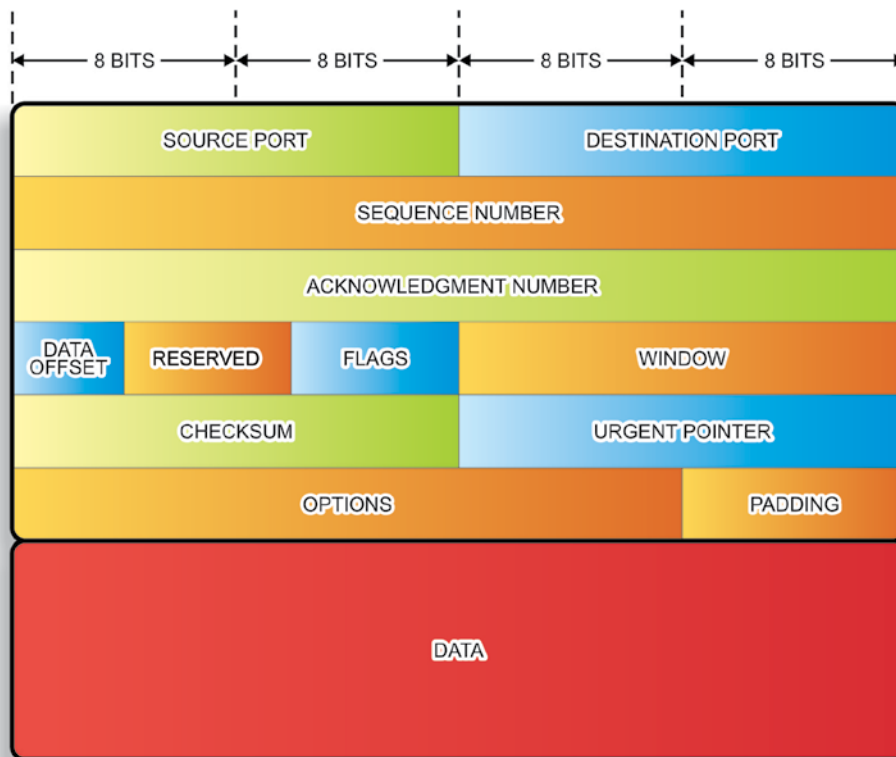 8 BITS 8 BITS 8 BITS 8 BITS
SOURCE PORT DESTINATION PORT
SEQUENCE NUMBER
ACKNOWLEDGMENT NUMBER
DATA
OFFSET RESERVED FLAGS WINDOW
CHECKSUM URGENT POINTER
OPTIONS PADDING
DATA